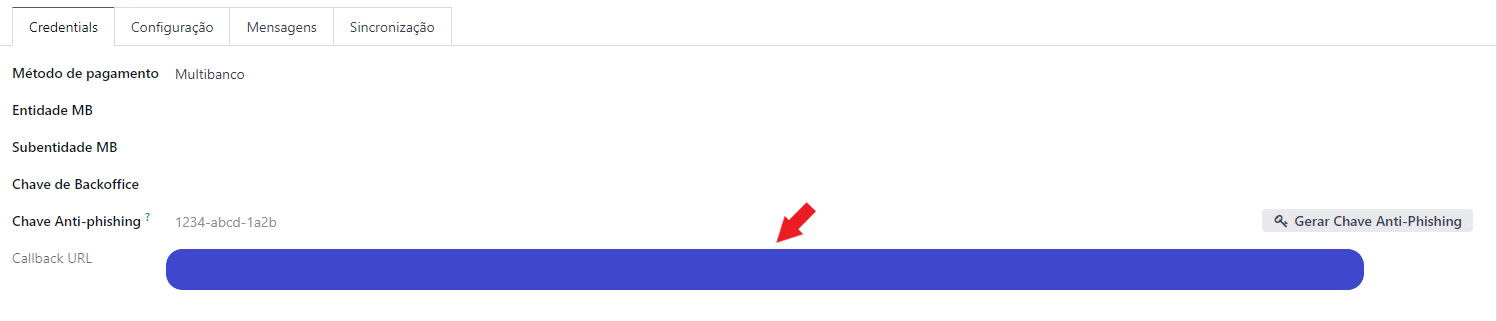 Credentials Configuração Mensagens Sincronização
Método de pagamento Multibanco
Entidade MB
Subentidade MB
Chave de Backoffice
Chave Anti-phishing ? 1234-abcd-1a2b Gerar Chave Anti-Phishing
Callback URL